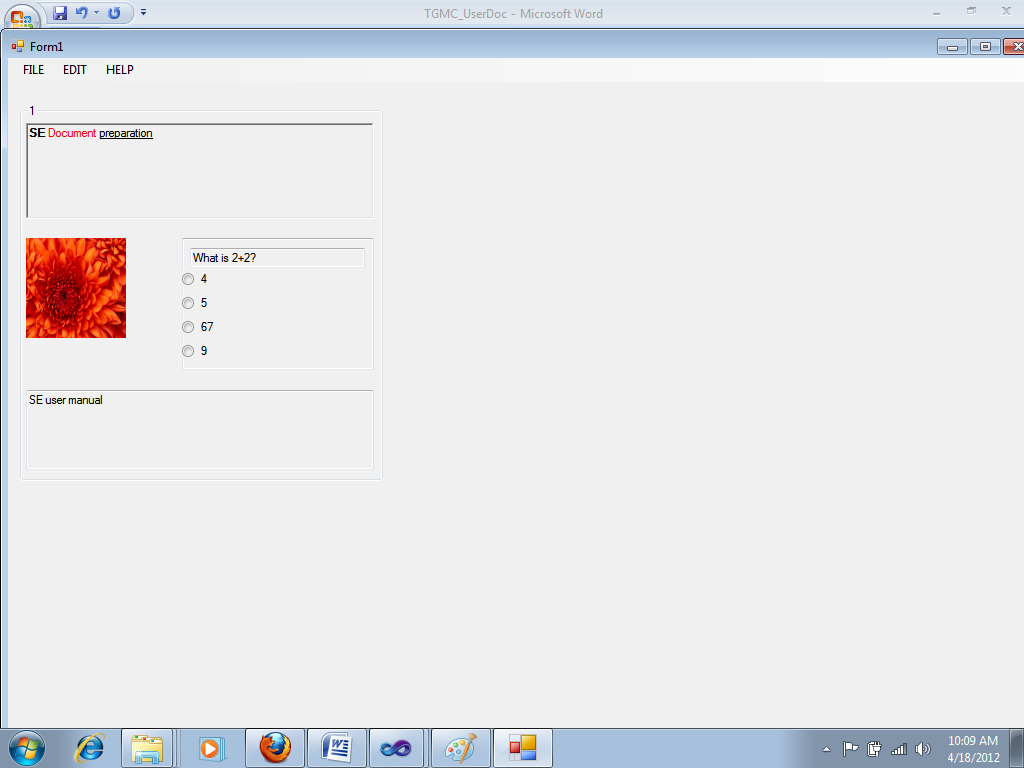 TGMC_UserDoc - Microsoft Word
Form1
FILE EDIT HELP
1
SE Document preparation
What is 2+2?
4
5
67
9
SE user manual
10:09 AM
4/18/2012